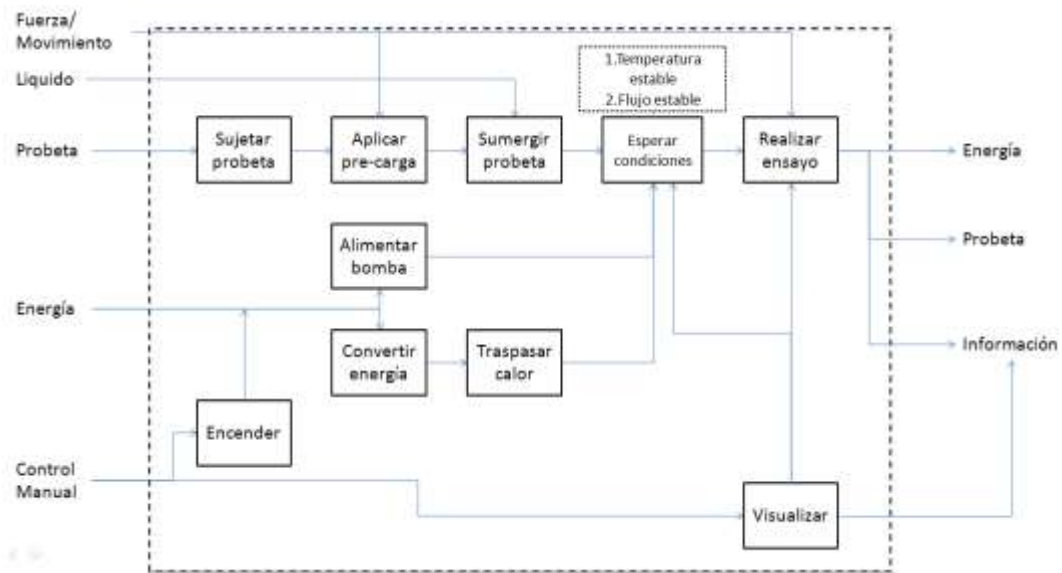 Fuerza/
Movimiento
Liquido
1.Temperatura
estable
2.Flujo estable
Probeta
Sujetar
probeta
Aplicar
pre-carga
Sumergir
probeta
Esperar
condiciones
Realizar
ensayo
Energía
Probeta
Alimentar
bomba
Energía
Convertir
energía
Traspasar
calor
Información
Encender
Control
Manual
Visualizar